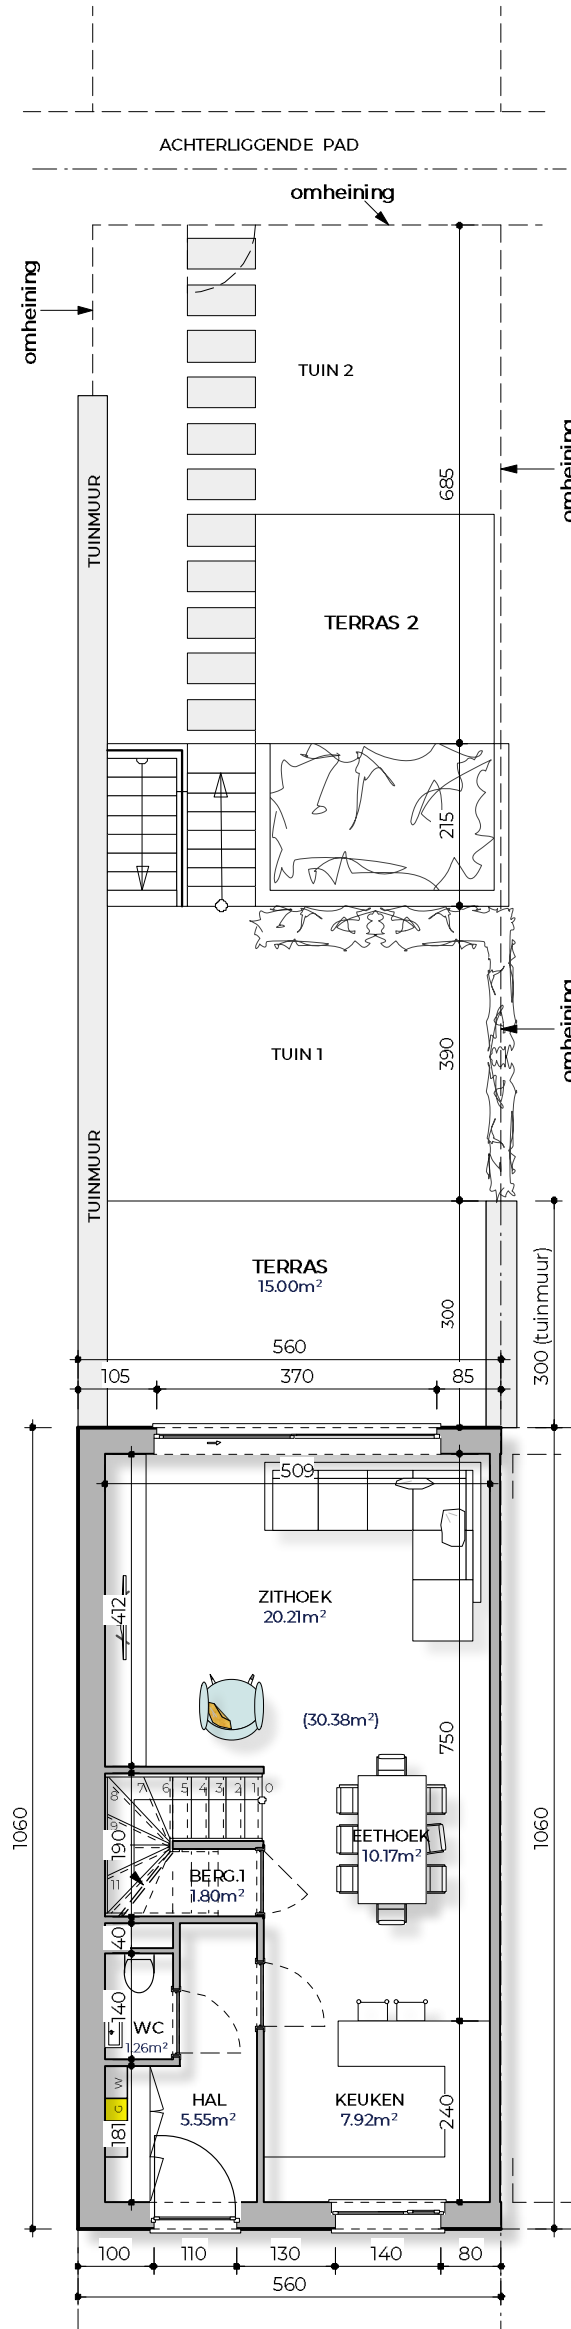 ACHTERLIGGENDE PAD
omheining
omheining
TUIN 2
omheining
685
TUINMUUR
TERRAS 2
215
omheining
TUIN 1
390
TUINMUUR
TERRAS
15.00m²
300
300 (tuinmuur)
560
105 370 85
509
ZITHOEK
20.21m²
412
(30.38m²)
750
8 7 6 5 4 3 2 1 0
9
11
190
1060
1060
EETHOEK
10.17m²
BERG.1
1.80m²
40
140
WC
1.26m²
W
G
181
HAL
5.55m²
KEUKEN
7.92m²
240
100 110 130 140 80
560